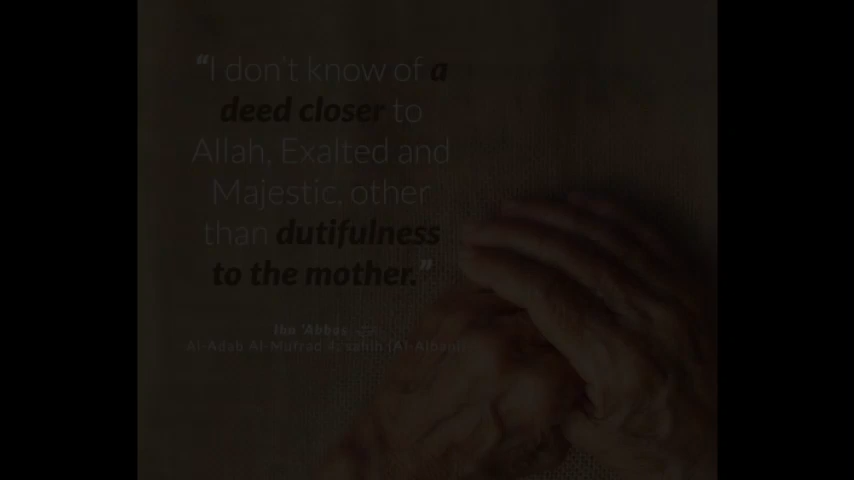 “I don't know of a
deed closer to
Allah, Exalted and
Majestic, other
than dutifulness
to the mother.”
Ibn 'Abbas
Al-Adab Al-Mufrad 4, sahih (Al-Albani)